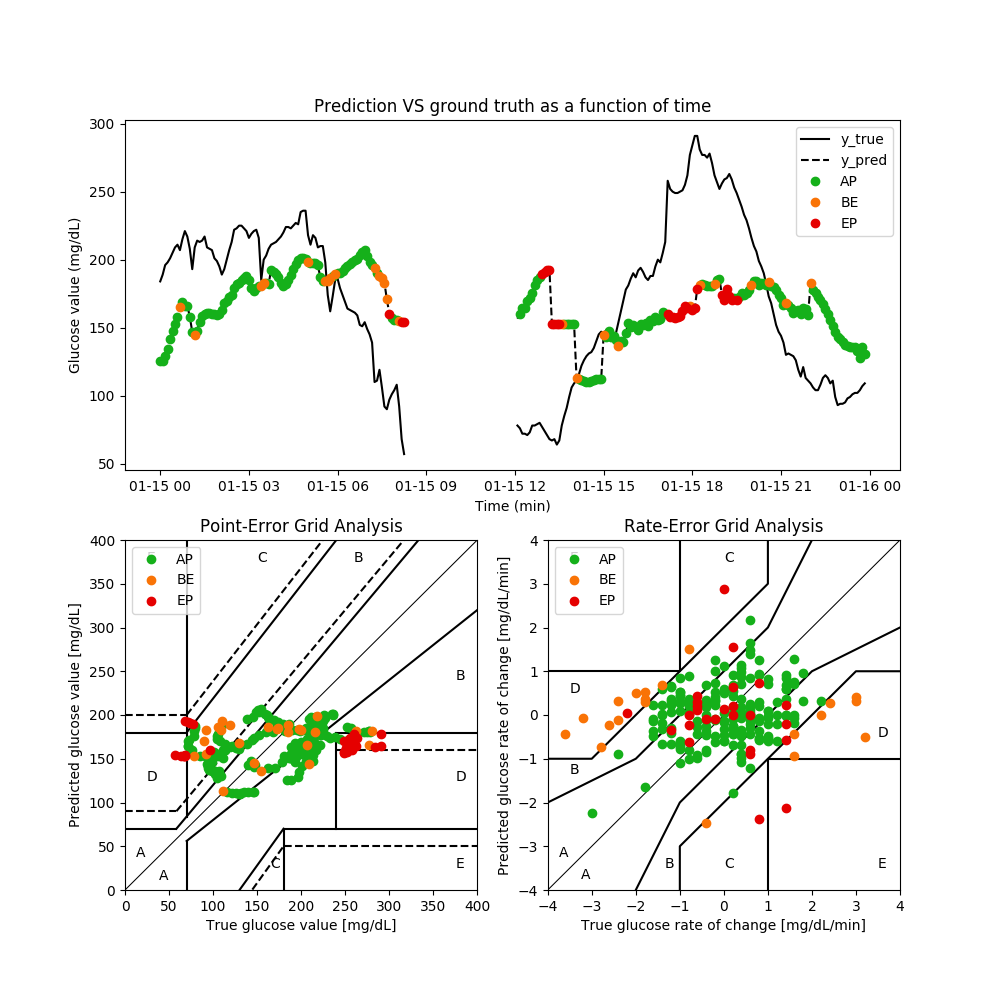 Prediction VS ground truth as a function of time
Glucose value (mg/dL)
300
250
200
150
100
50
y_true
y_pred
AP
BE
EP
01-15 00 01-15 03 01-15 06 01-15 09 01-15 12 01-15 15 01-15 18 01-15 21 01-16 00
Time (min)
Point-Error Grid Analysis
Predicted glucose value [mg/dL]
400
350
300
250
200
150
100
50
0
AP
BE
EP
C
B
B
D
D
A
A
C
E
0 50 100 150 200 250 300 350 400
True glucose value [mg/dL]
Rate-Error Grid Analysis
Predicted glucose rate of change [mg/dL/min]
4
3
2
1
0
−1
−2
−3
−4
AP
BE
EP
C
D
D
B
A
A
B
C
E
−4 −3 −2 −1 0 1 2 3 4
True glucose rate of change [mg/dL/min]